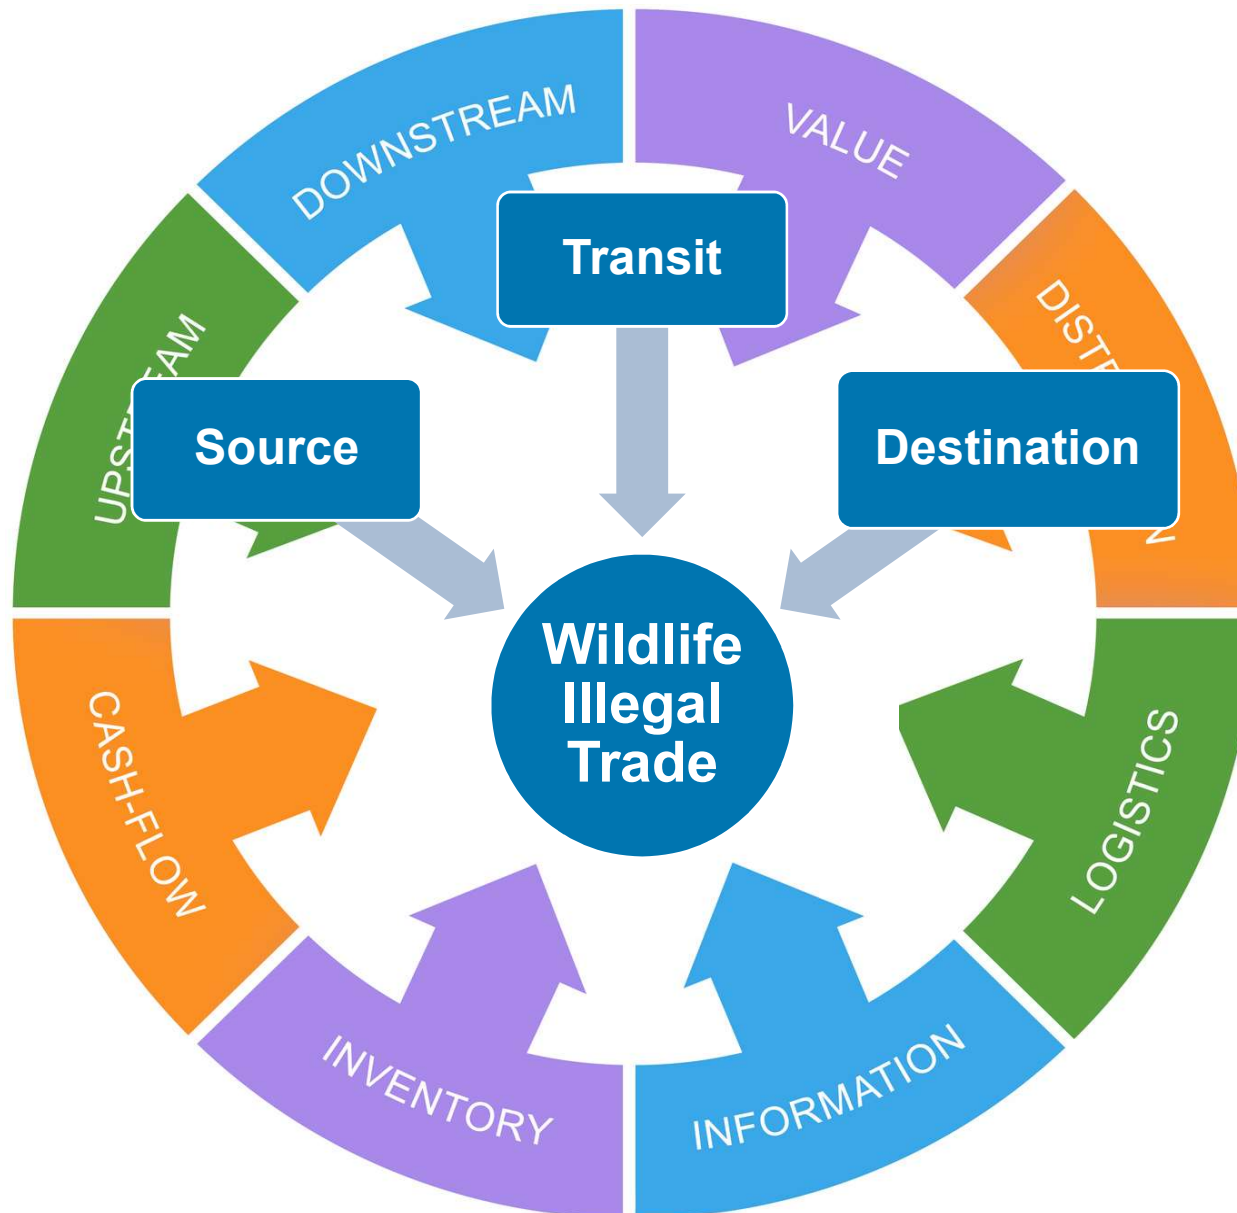 DOWNSTREAM
VALUE
Transit
Source
Destination
Wildlife
Illegal
Trade
CASH-FLOW
LOGISTICS
INVENTORY
INFORMATION